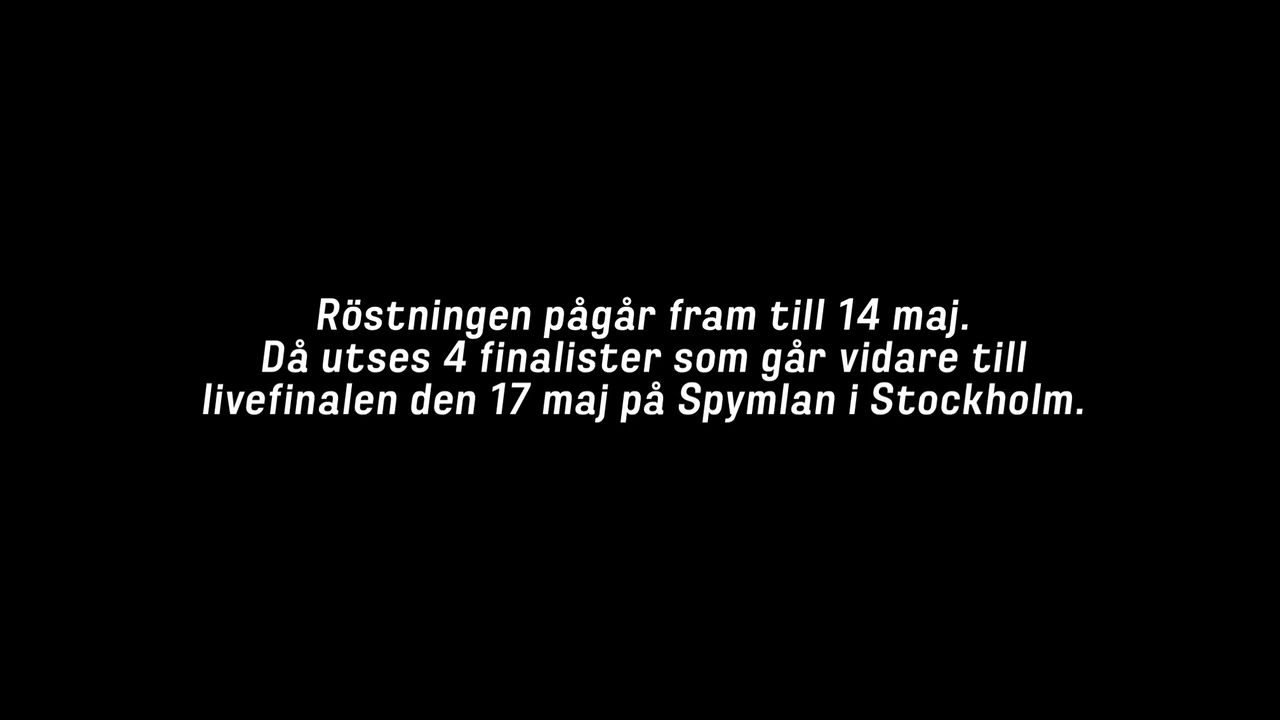 Röstningen pågår fram till 14 maj.
Då utses 4 finalister som går vidare till
livefinalen den 17 maj på Spymlan i Stockholm.